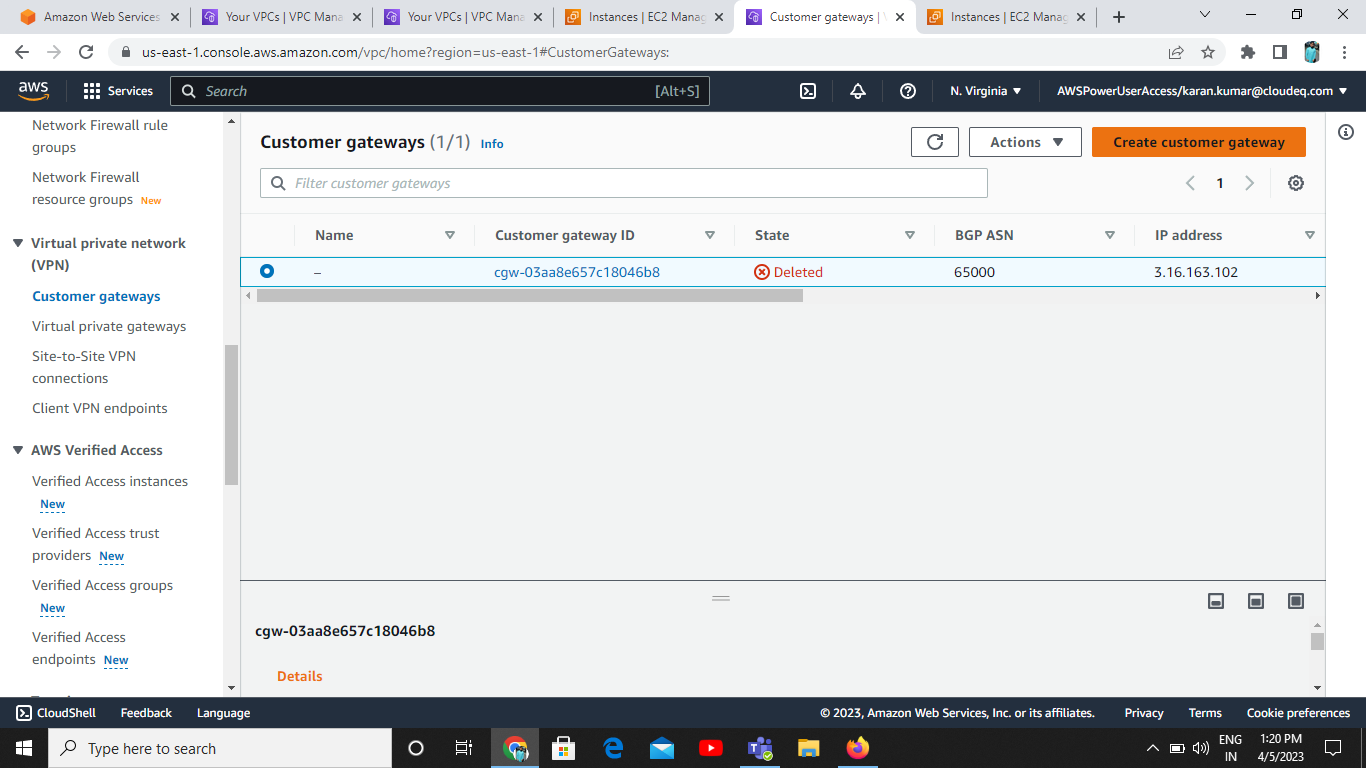 Amazon Web Services
Your VPCs | VPC Mana
Your VPCs | VPC Mana
Instances | EC2 Manag
Customer gateways | V
Instances | EC2 Manag
us-east-1.console.aws.amazon.com/vpc/home?region=us-east-1#CustomerGateways:
aws
Services
Search
[Alt+S]
N. Virginia
AWSPowerUserAccess/karan.kumar@cloudeq.com
Network Firewall rule
groups
Network Firewall
resource groups New
Virtual private network
(VPN)
Customer gateways
Virtual private gateways
Site-to-Site VPN
connections
Client VPN endpoints
AWS Verified Access
Verified Access instances
New
Verified Access trust
providers New
Verified Access groups
New
Verified Access
endpoints New
Customer gateways (1/1) Info
Actions
Create customer gateway
Filter customer gateways
1
Name Customer gateway ID State BGP ASN IP address
– cgw-03aa8e657c18046b8 Deleted 65000 3.16.163.102
cgw-03aa8e657c18046b8
Details
CloudShell Feedback Language
© 2023, Amazon Web Services, Inc. or its affiliates. Privacy Terms Cookie preferences
Type here to search
ENG
IN
1:20 PM
4/5/2023